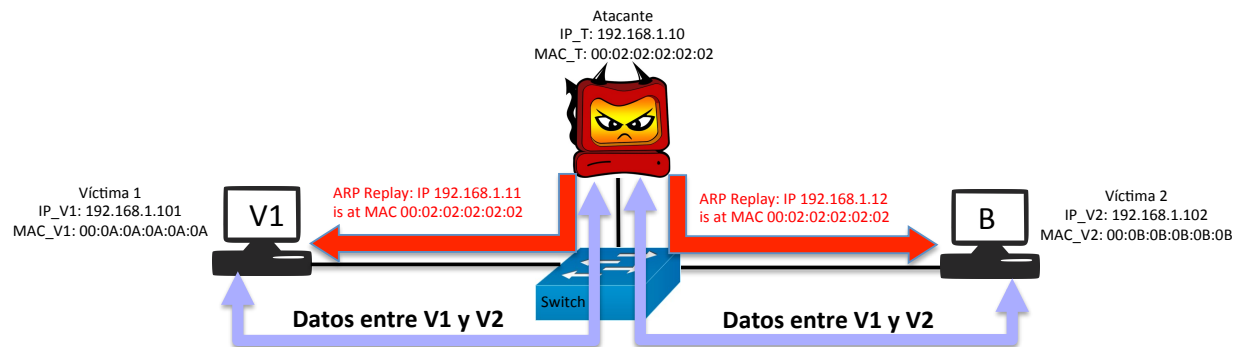 Atacante
IP_T: 192.168.1.10
MAC_T: 00:02:02:02:02:02
Víctima 1
IP_V1: 192.168.1.101
MAC_V1: 00:0A:0A:0A:0A:0A
V1
ARP Replay: IP 192.168.1.11
is at MAC 00:02:02:02:02:02
ARP Replay: IP 192.168.1.12
is at MAC 00:02:02:02:02:02
B
Víctima 2
IP_V2: 192.168.1.102
MAC_V2: 00:0B:0B:0B:0B:0B
Switch
Datos entre V1 y V2
Datos entre V1 y V2